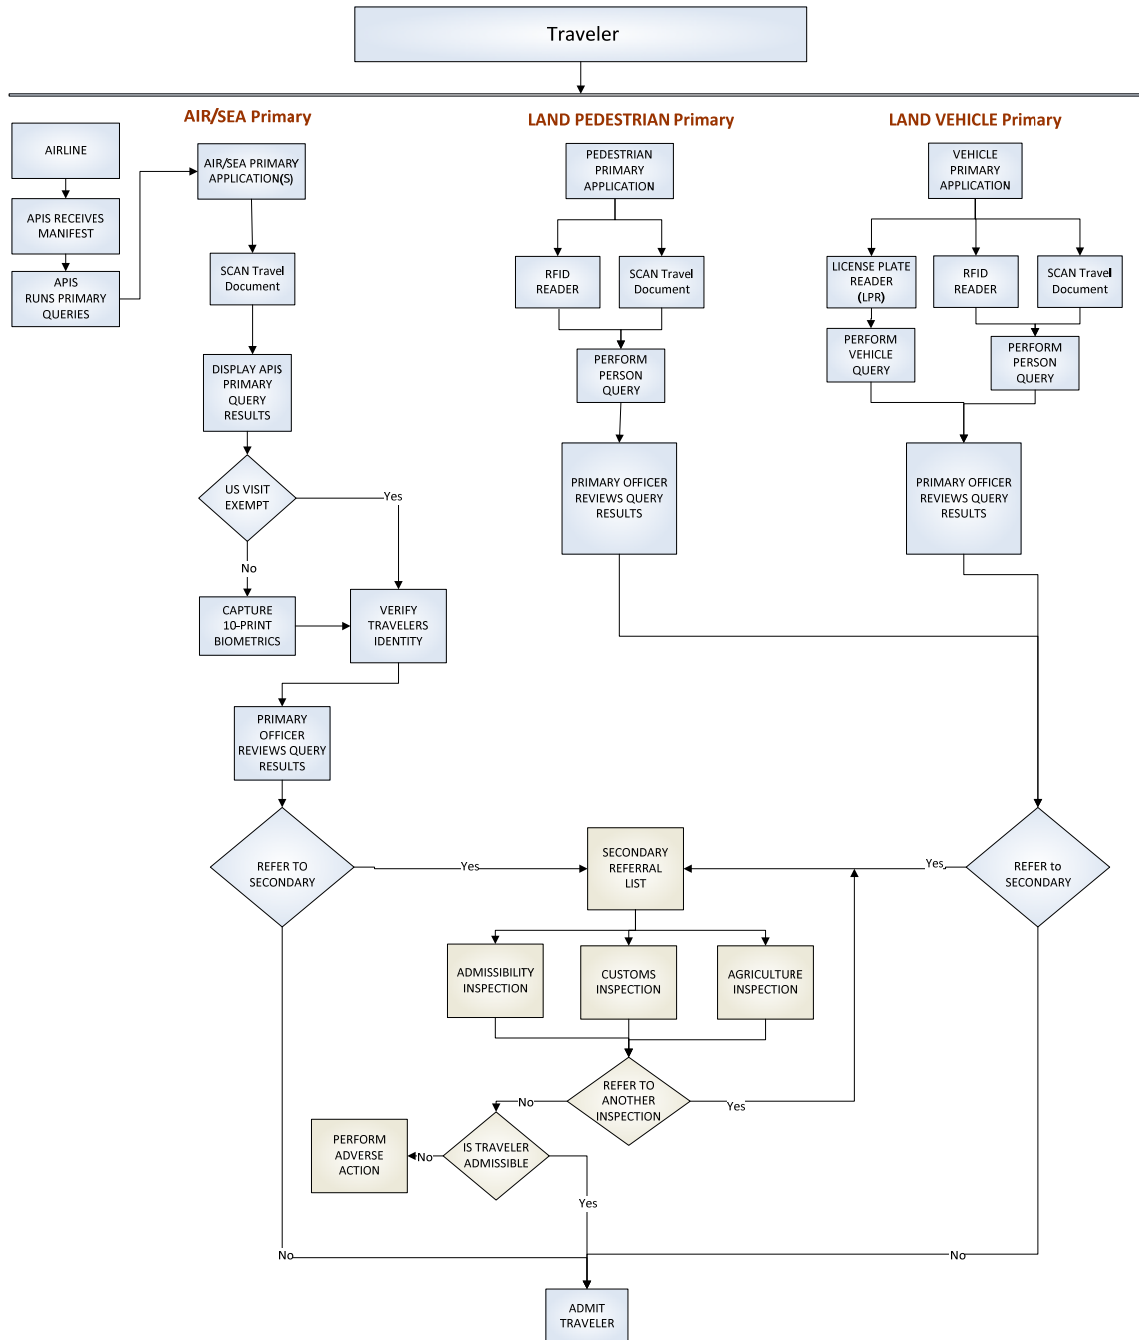 Traveler
AIR/SEA Primary
LAND PEDESTRIAN Primary
LAND VEHICLE Primary
AIRLINE
APIS RECEIVES
MANIFEST
APIS
RUNS PRIMARY
QUERIES
AIR/SEA PRIMARY
APPLICATION(S)
SCAN Travel
Document
DISPLAY APIS
PRIMARY
QUERY
RESULTS
US VISIT
EXEMPT
Yes
No
CAPTURE
10-PRINT
BIOMETRICS
VERIFY
TRAVELERS
IDENTITY
PRIMARY
OFFICER
REVIEWS QUERY
RESULTS
REFER TO
SECONDARY
Yes
No
PEDESTRIAN
PRIMARY
APPLICATION
RFID
READER
SCAN Travel
Document
PERFORM
PERSON
QUERY
PRIMARY OFFICER
REVIEWS QUERY
RESULTS
VEHICLE
PRIMARY
APPLICATION
LICENSE PLATE
READER
(LPR)
RFID
READER
SCAN Travel
Document
PERFORM
VEHICLE
QUERY
PERFORM
PERSON
QUERY
PRIMARY OFFICER
REVIEWS QUERY
RESULTS
REFER to
SECONDARY
Yes
No
SECONDARY
REFERRAL
LIST
ADMISSIBILITY
INSPECTION
CUSTOMS
INSPECTION
AGRICULTURE
INSPECTION
REFER TO
ANOTHER
INSPECTION
No
Yes
IS TRAVELER
ADMISSIBLE
No
Yes
PERFORM
ADVERSE
ACTION
ADMIT
TRAVELER